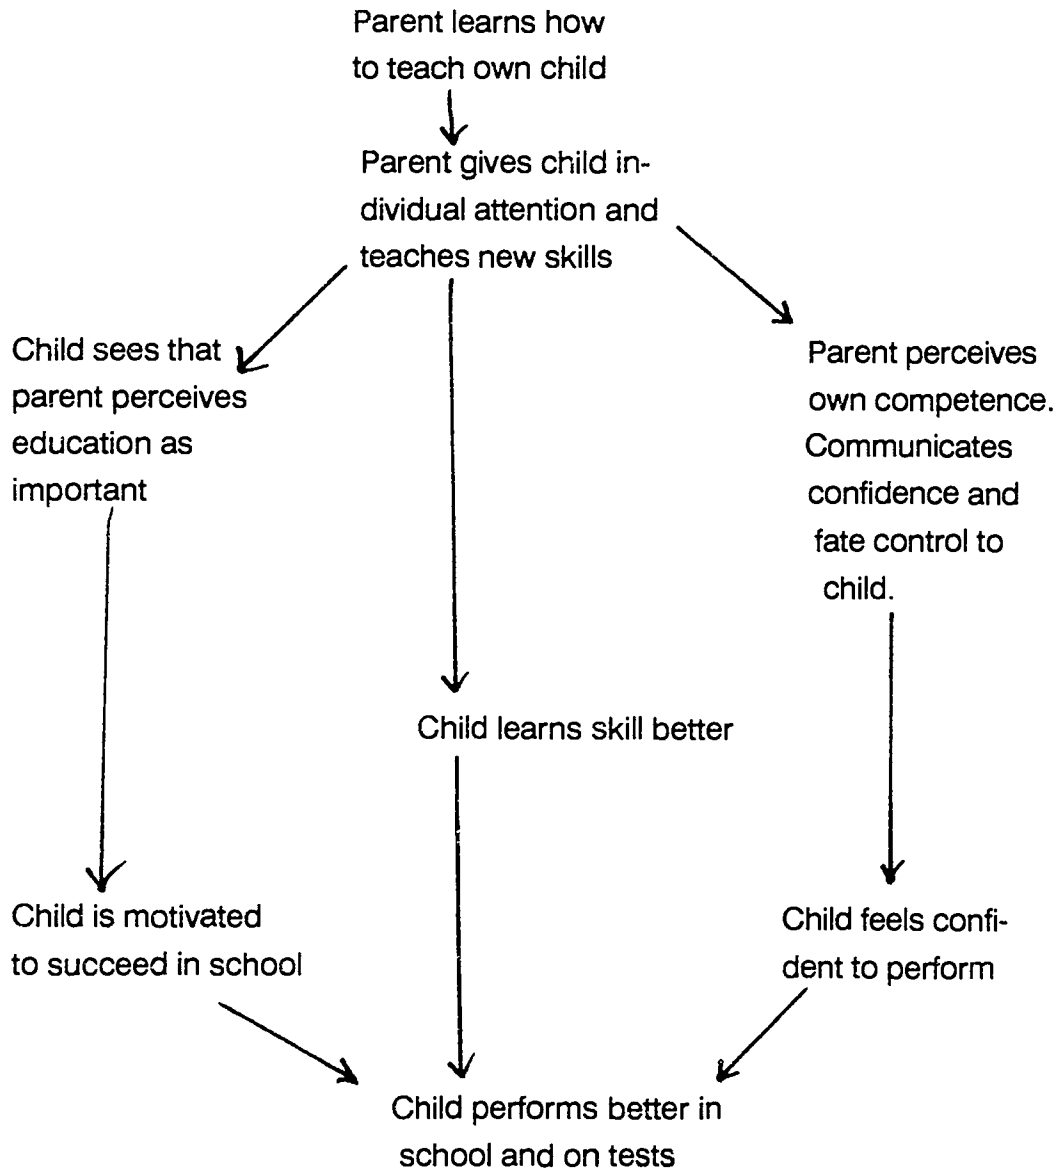 Parent learns how
to teach own child
Parent gives child in-
dividual attention and
teaches new skills
Child sees that
parent perceives
education as
important
Parent perceives
own competence.
Communicates
confidence and
fate control to
child.
Child learns skill better
Child is motivated
to succeed in school
Child feels confi-
dent to perform
Child performs better in
school and on tests